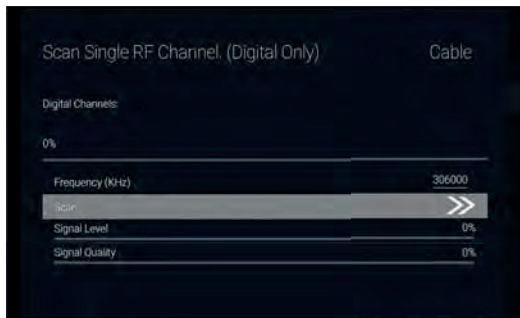 Scan Single RF Channel. (Digital Only) Cable
Digital Channels:
0%
Frequency (KHz) 306000
Scan
Signal Level 0%
Signal Quality 0%